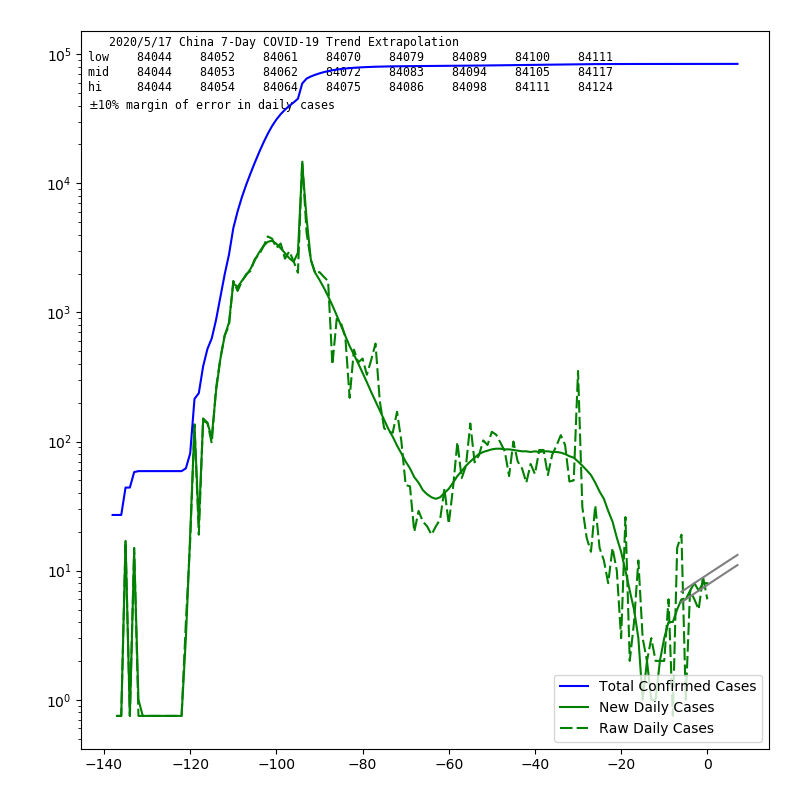 2020/5/17 China 7-Day COVID-19 Trend Extrapolation
low 84044 84052 84061 84070 84079 84089 84100 84111
mid 84044 84053 84062 84072 84083 84094 84105 84117
hi 84044 84054 84064 84075 84086 84098 84111 84124
±10% margin of error in daily cases
10⁵
10⁴
10³
10²
10¹
10⁰
Total Confirmed Cases
New Daily Cases
Raw Daily Cases
−140 −120 −100 −80 −60 −40 −20 0